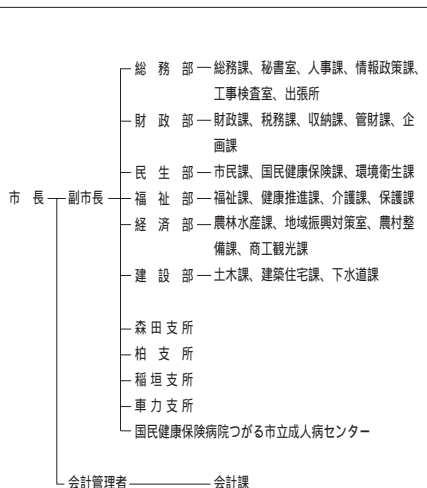 総務部 総務課、秘書室、人事課、情報政策課、
工事検査室、出張所
財政部 財政課、税務課、収納課、管財課、企
画課
民生部 市民課、国民健康保険課、環境衛生課
市長 副市長 福祉部 福祉課、健康推進課、介護課、保護課
経済部 農林水産課、地域振興対策室、農村整
備課、商工観光課
建設部 土木課、建築住宅課、下水道課
森田支所
柏支所
稲垣支所
車力支所
国民健康保険病院つがる市立成人病センター
会計管理者 会計課